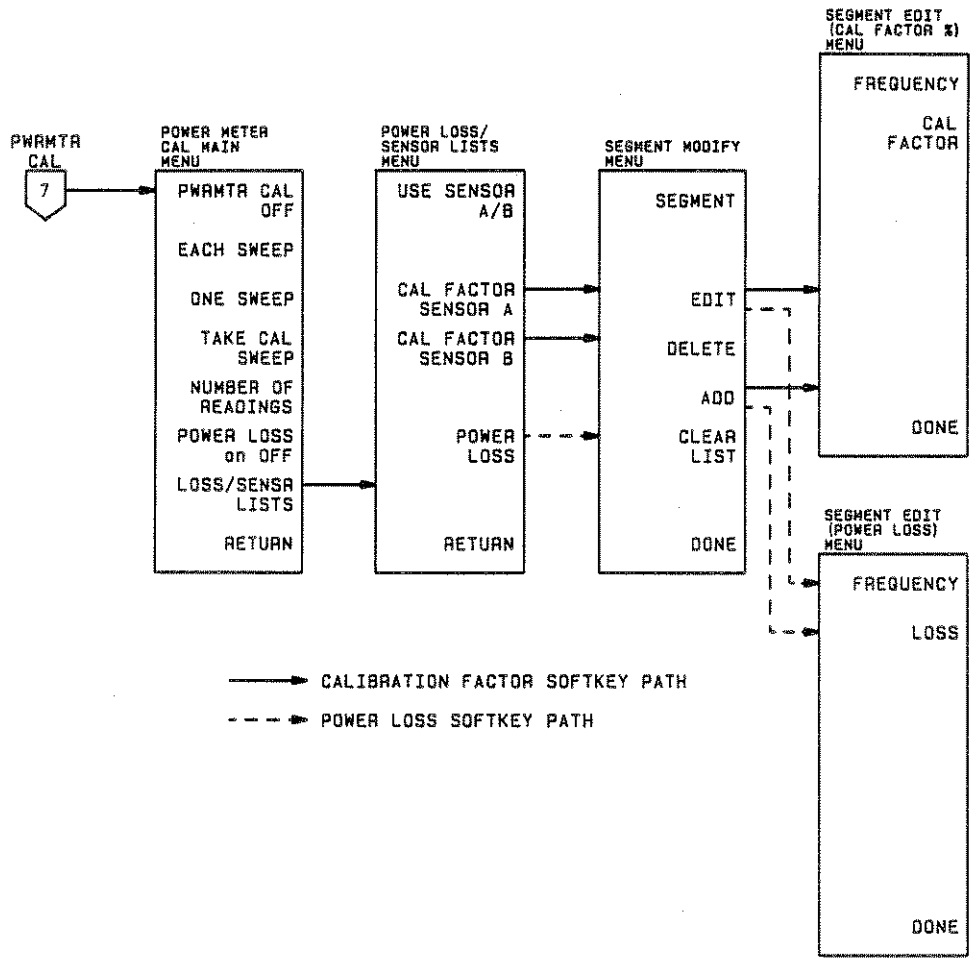 PWRMTR
CAL
7
POWER METER
CAL MAIN
MENU
PWRMTR CAL
OFF
EACH SWEEP
ONE SWEEP
TAKE CAL
SWEEP
NUMBER OF
READINGS
POWER LOSS
on OFF
LOSS/SENSR
LISTS
RETURN
POWER LOSS/
SENSOR LISTS
MENU
USE SENSOR
A/B
CAL FACTOR
SENSOR A
CAL FACTOR
SENSOR B
POWER
LOSS
RETURN
SEGMENT MODIFY
MENU
SEGMENT
EDIT
DELETE
ADD
CLEAR
LIST
DONE
SEGMENT EDIT
(CAL FACTOR %)
MENU
FREQUENCY
CAL
FACTOR
DONE
SEGMENT EDIT
(POWER LOSS)
MENU
FREQUENCY
LOSS
DONE
CALIBRATION FACTOR SOFTKEY PATH
POWER LOSS SOFTKEY PATH